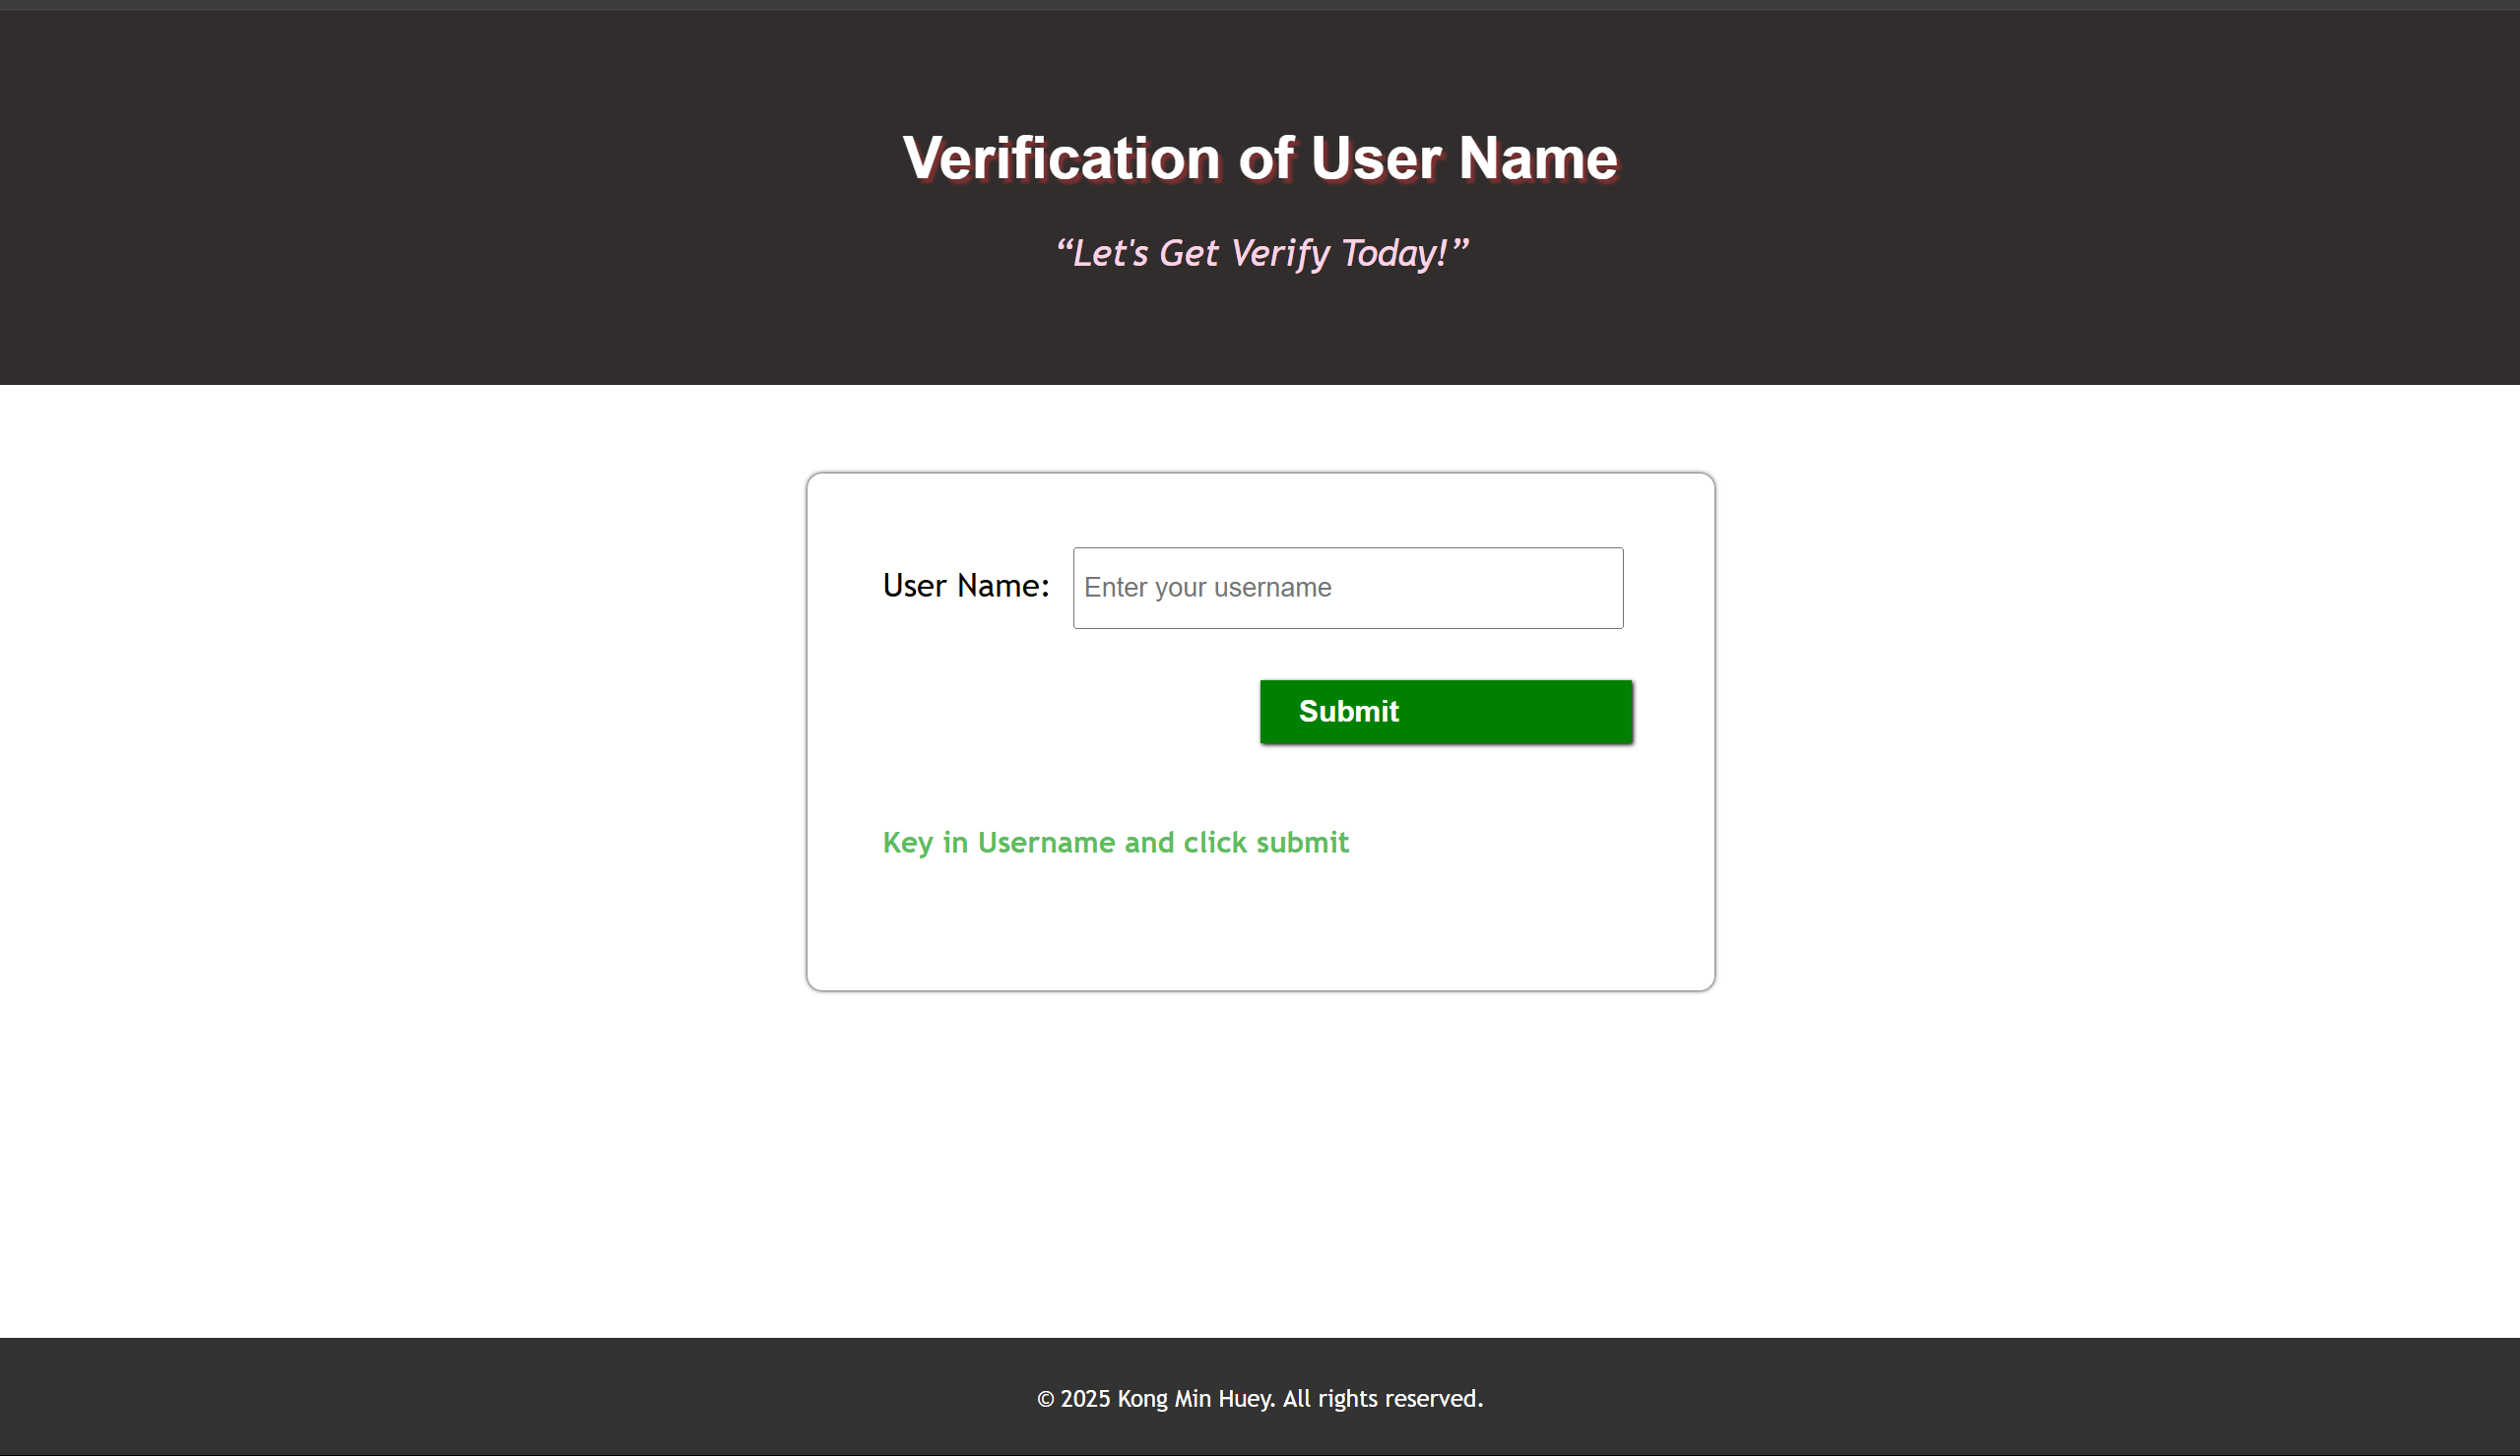 Verification of User Name
“Let's Get Verify Today!”
User Name:
Enter your username
Submit
Key in Username and click submit
© 2025 Kong Min Huey. All rights reserved.